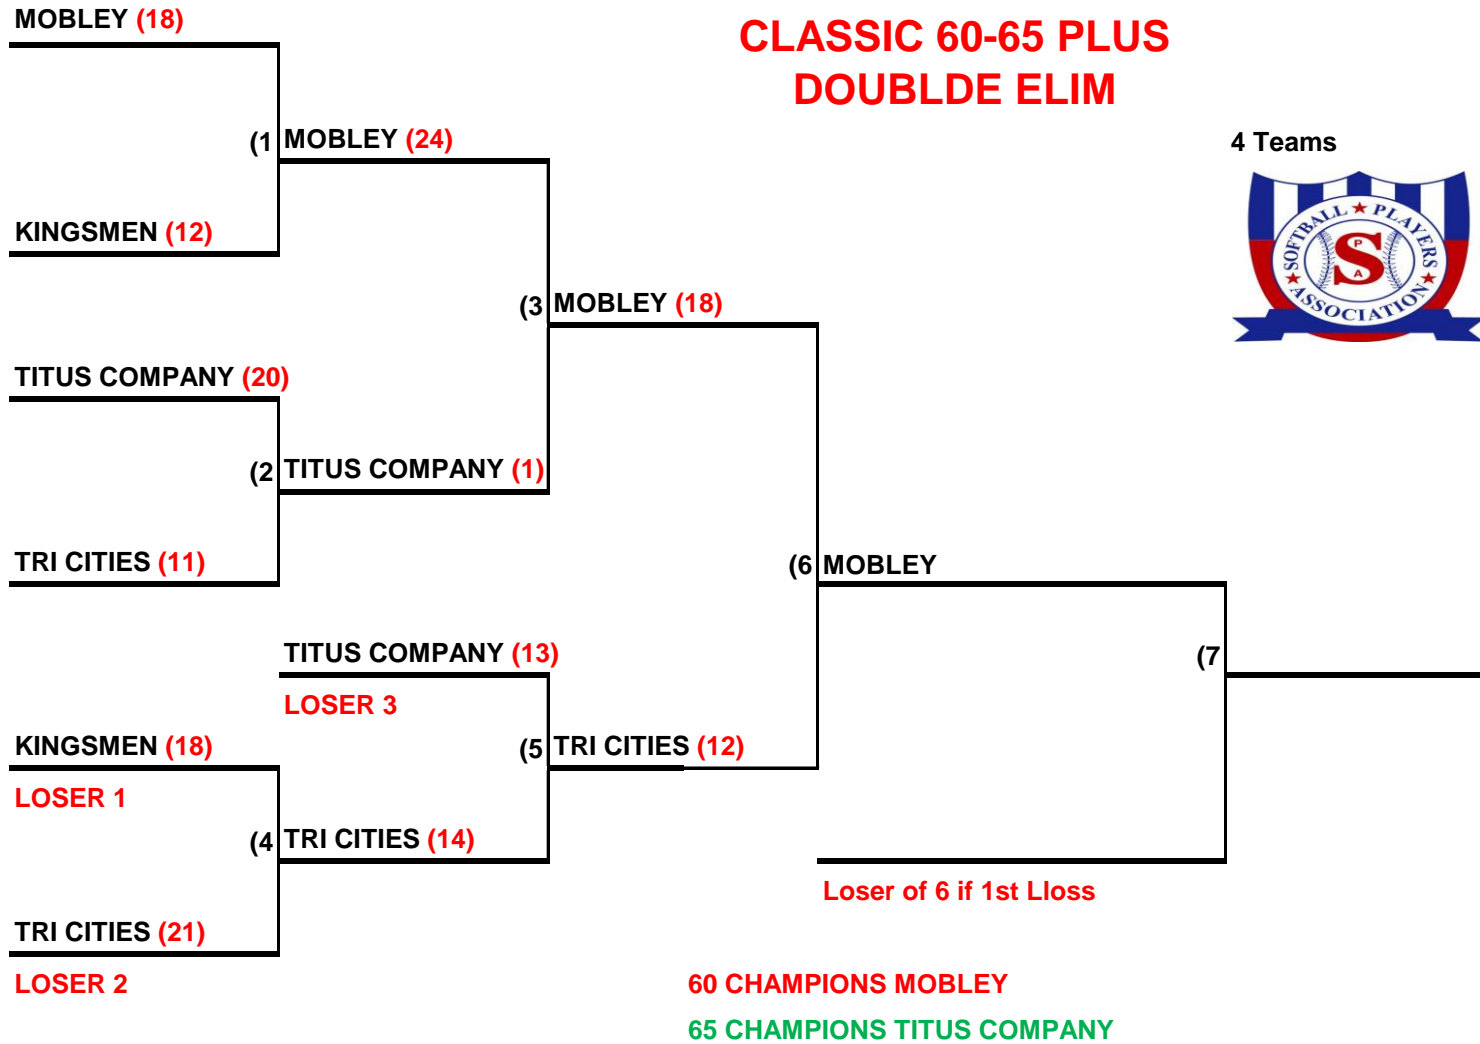 MOBLEY (18)
CLASSIC 60-65 PLUS
DOUBLDE ELIM
(1 MOBLEY (24)
4 Teams
SOFTBALL ★ PLAYERS
★ ASSOCIATION ★
P
S
A
KINGSMEN (12)
(3 MOBLEY (18)
TITUS COMPANY (20)
(2 TITUS COMPANY (1)
TRI CITIES (11)
(6 MOBLEY
TITUS COMPANY (13)
(7
LOSER 3
KINGSMEN (18)
(5 TRI CITIES (12)
LOSER 1
(4 TRI CITIES (14)
Loser of 6 if 1st Lloss
TRI CITIES (21)
LOSER 2
60 CHAMPIONS MOBLEY
65 CHAMPIONS TITUS COMPANY